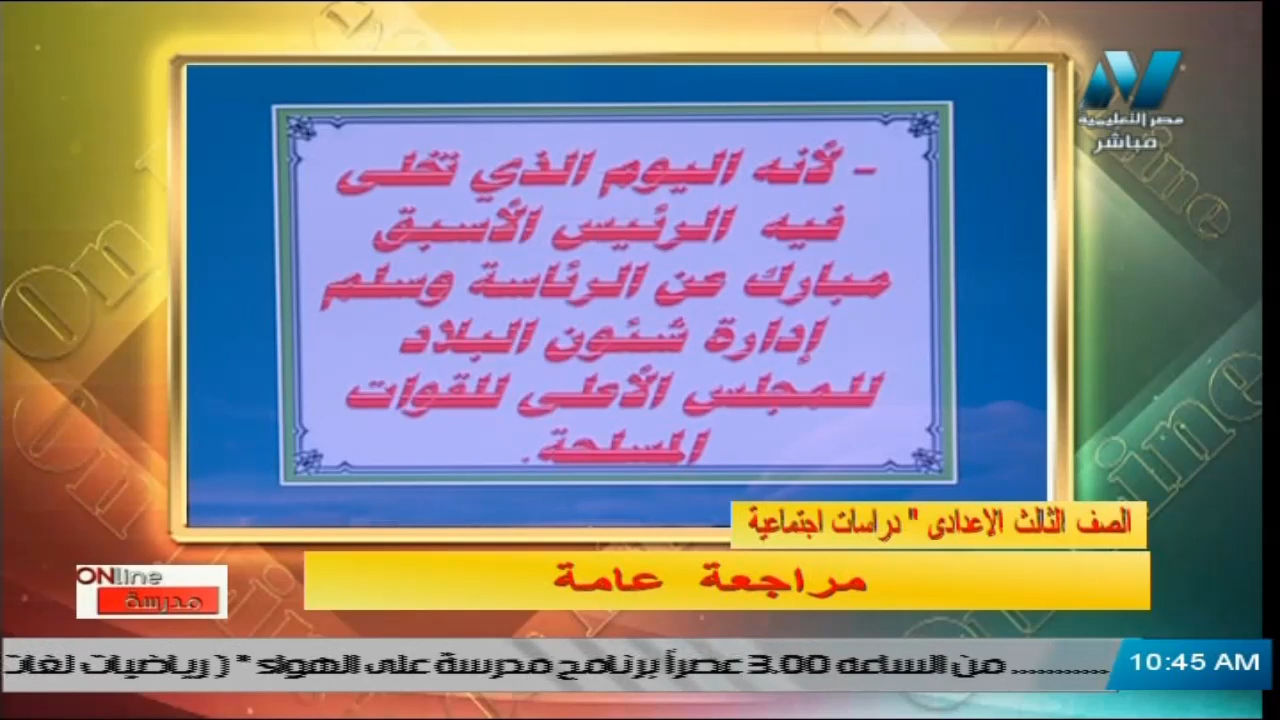 مصر التعليمية
مباشر
- لأنه اليوم الذي تخلى
فيه الرئيس الأسبق
مبارك عن الرئاسة وسلم
إدارة شئون البلاد
للمجلس الأعلى للقوات
المسلحة.
الصف الثالث الإعدادى " دراسات اجتماعية
مراجعة عامة
ONline
مدرسة
............ من الساعه 3.00 عصراً برنامج مدرسة على الهواء " ( رياضيات لغات
10:45 AM